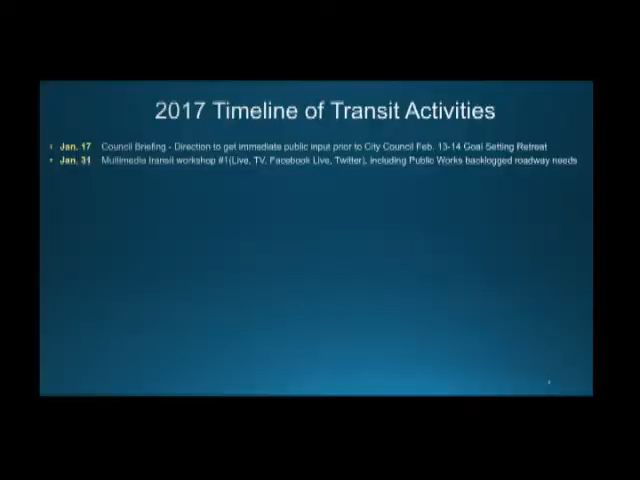 2017 Timeline of Transit Activities
• Jan. 17 Council Briefing - Direction to get immediate public input prior to City Council Feb. 13-14 Goal Setting Retreat
• Jan. 31 Multimedia transit workshop #1(Live, TV, Facebook Live, Twitter), including Public Works backlogged roadway needs